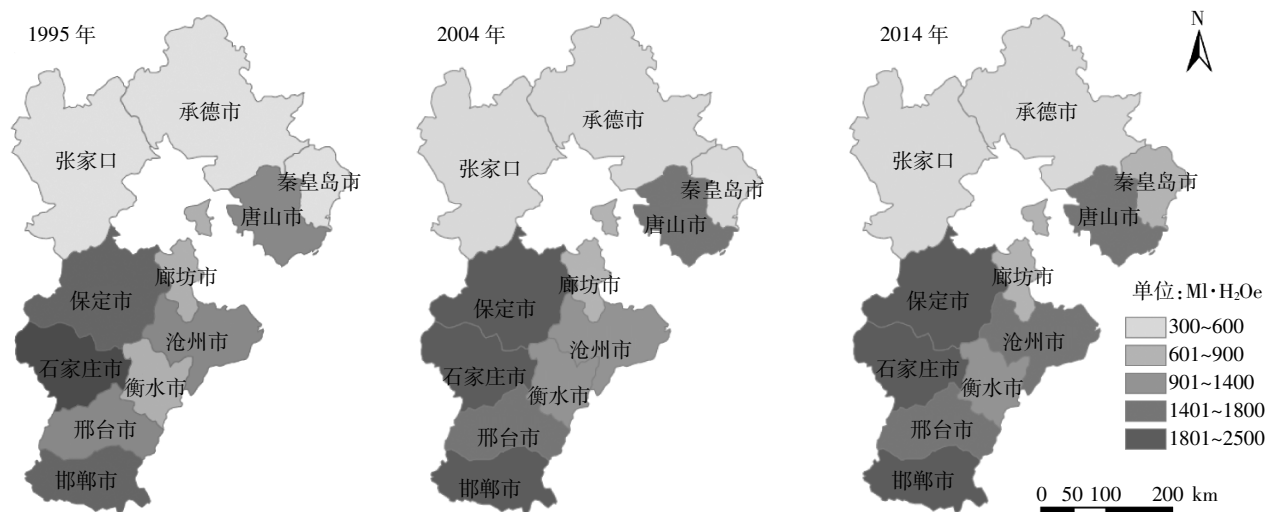 1995 年
承德市
张家口
秦皇岛市
唐山市
廊坊市
保定市
沧州市
石家庄市
衡水市
邢台市
邯郸市
2004 年
承德市
张家口
秦皇岛市
唐山市
廊坊市
保定市
沧州市
石家庄市
衡水市
邢台市
邯郸市
2014 年
N
承德市
张家口
秦皇岛市
唐山市
廊坊市
保定市
沧州市
石家庄市
衡水市
邢台市
邯郸市
单位:Ml·H₂Oe
300~600
601~900
901~1400
1401~1800
1801~2500
0 50 100 200 km